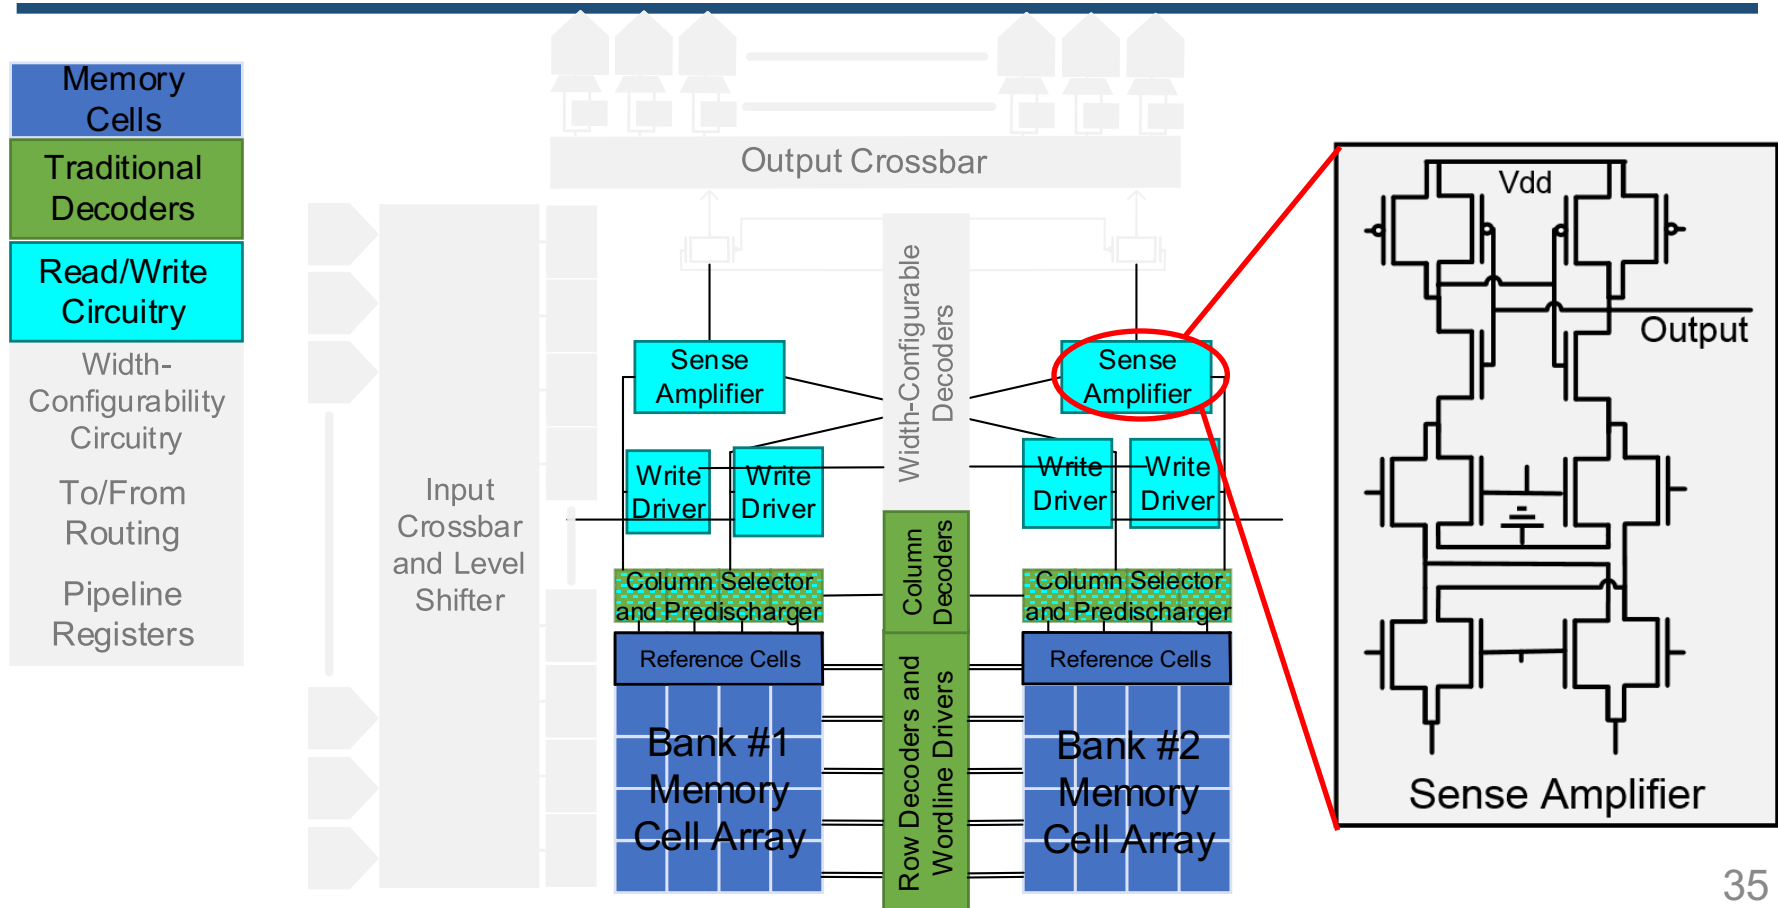 Memory
Cells
Traditional
Decoders
Read/Write
Circuitry
Width-
Configurability
Circuitry
To/From
Routing
Pipeline
Registers
Output Crossbar
Input
Crossbar
and Level
Shifter
Width-Configurable
Decoders
Sense
Amplifier
Sense
Amplifier
Write
Driver
Write
Driver
Write
Driver
Write
Driver
Column
Decoders
Column Selector
and Predischarger
Column Selector
and Predischarger
Reference Cells
Reference Cells
Row Decoders and
Wordline Drivers
Bank #1
Memory
Cell Array
Bank #2
Memory
Cell Array
Vdd
Output
Sense Amplifier
35